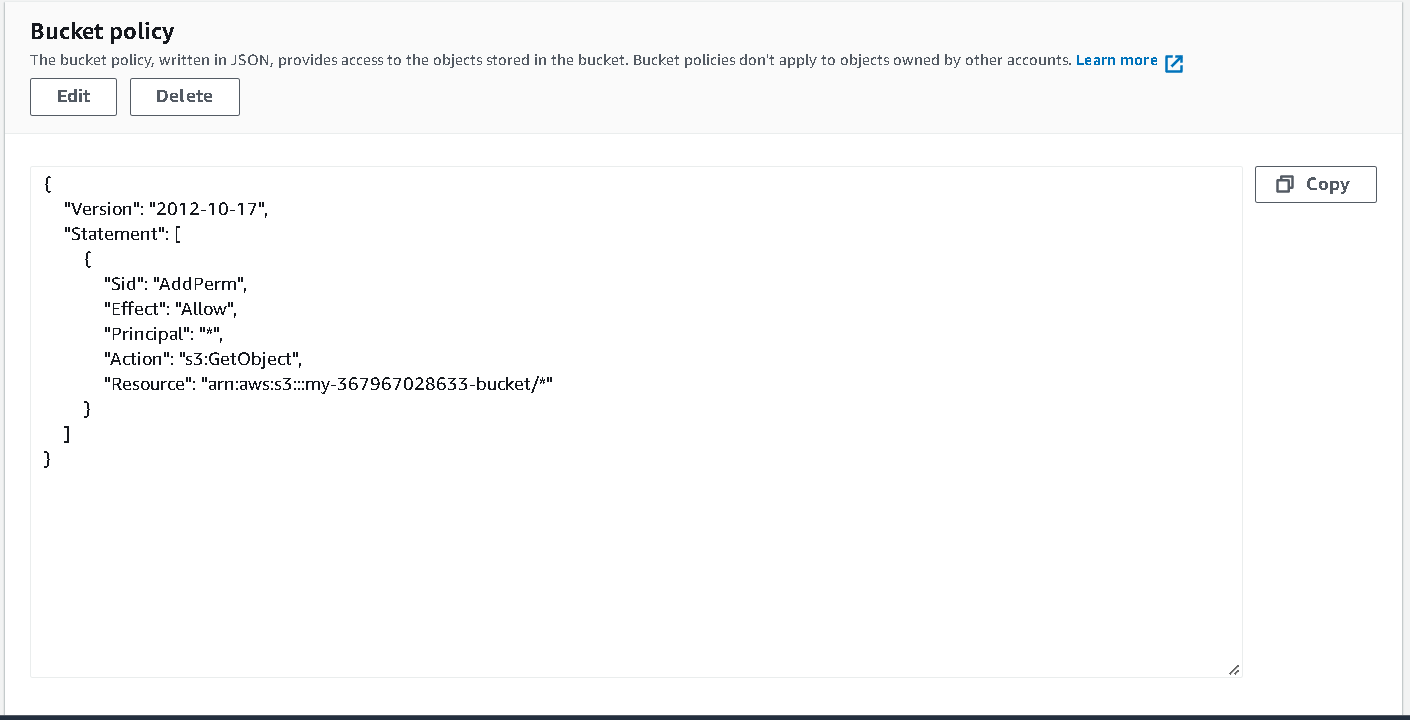 Bucket policy
The bucket policy, written in JSON, provides access to the objects stored in the bucket. Bucket policies don't apply to objects owned by other accounts. Learn more
Edit Delete
Copy
{
"Version": "2012-10-17",
"Statement": [
{
"Sid": "AddPerm",
"Effect": "Allow",
"Principal": "*",
"Action": "s3:GetObject",
"Resource": "arn:aws:s3:::my-367967028633-bucket/*"
}
]
}